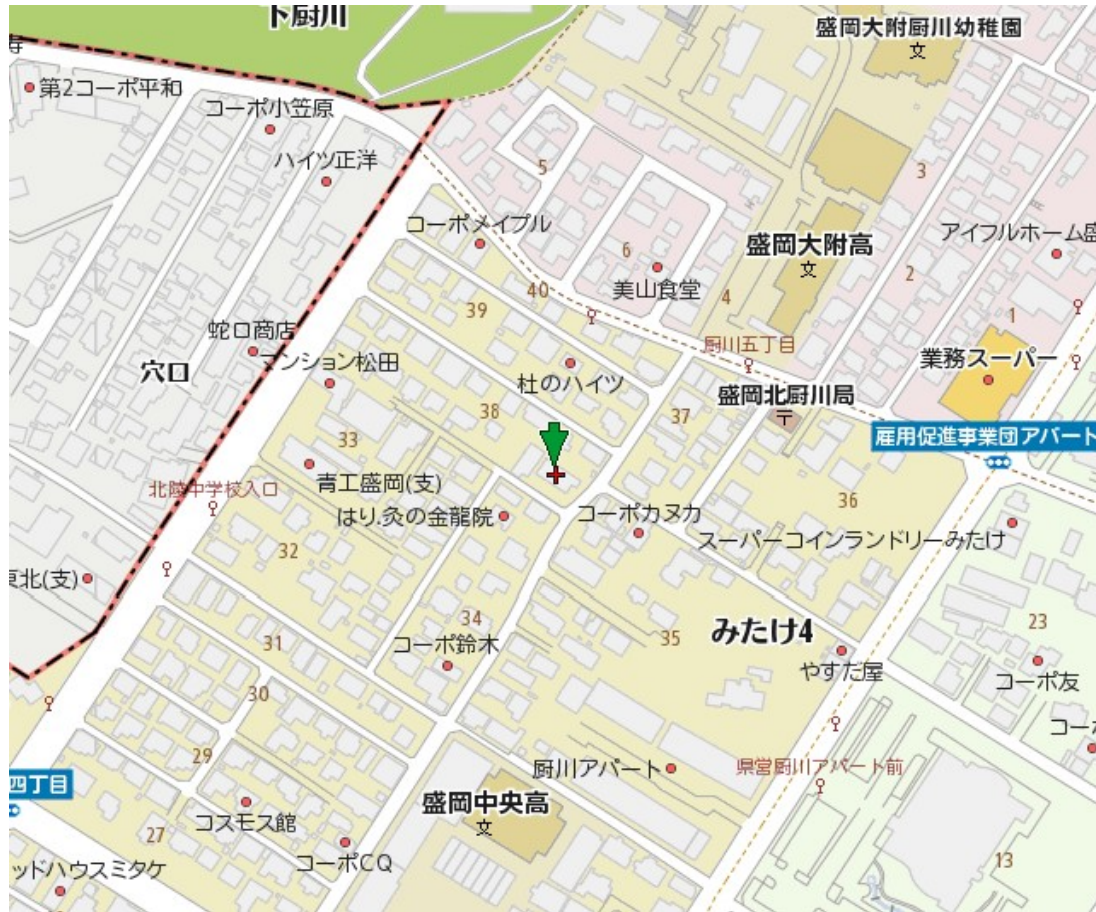 下厨川
盛岡大附厨川幼稚園
文
寺
第2コーポ平和
コーポ小笠原
ハイツ正洋
5
3
コーポメイプル
盛岡大附高
文
アイフルホーム盛
6
美山食堂
2
4
40
39
1
蛇口商店
厨川五丁目
業務スーパー
穴口
マンション松田
杜のハイツ
盛岡北厨川局
〒
38
37
雇用促進事業団アパート
33
青工盛岡(支)
北陵中学校入口
36
はり.灸の金龍院
コーポカヌカ
スーパーコインランドリーみたけ
32
東北(支)
34
35
みたけ4
23
31
コーポ鈴木
やすだ屋
コーポ友
30
29
コーポ
四丁目
厨川アパート
県営厨川アパート前
コスモス館
盛岡中央高
文
27
コーポCQ
13
ッドハウスミタケ